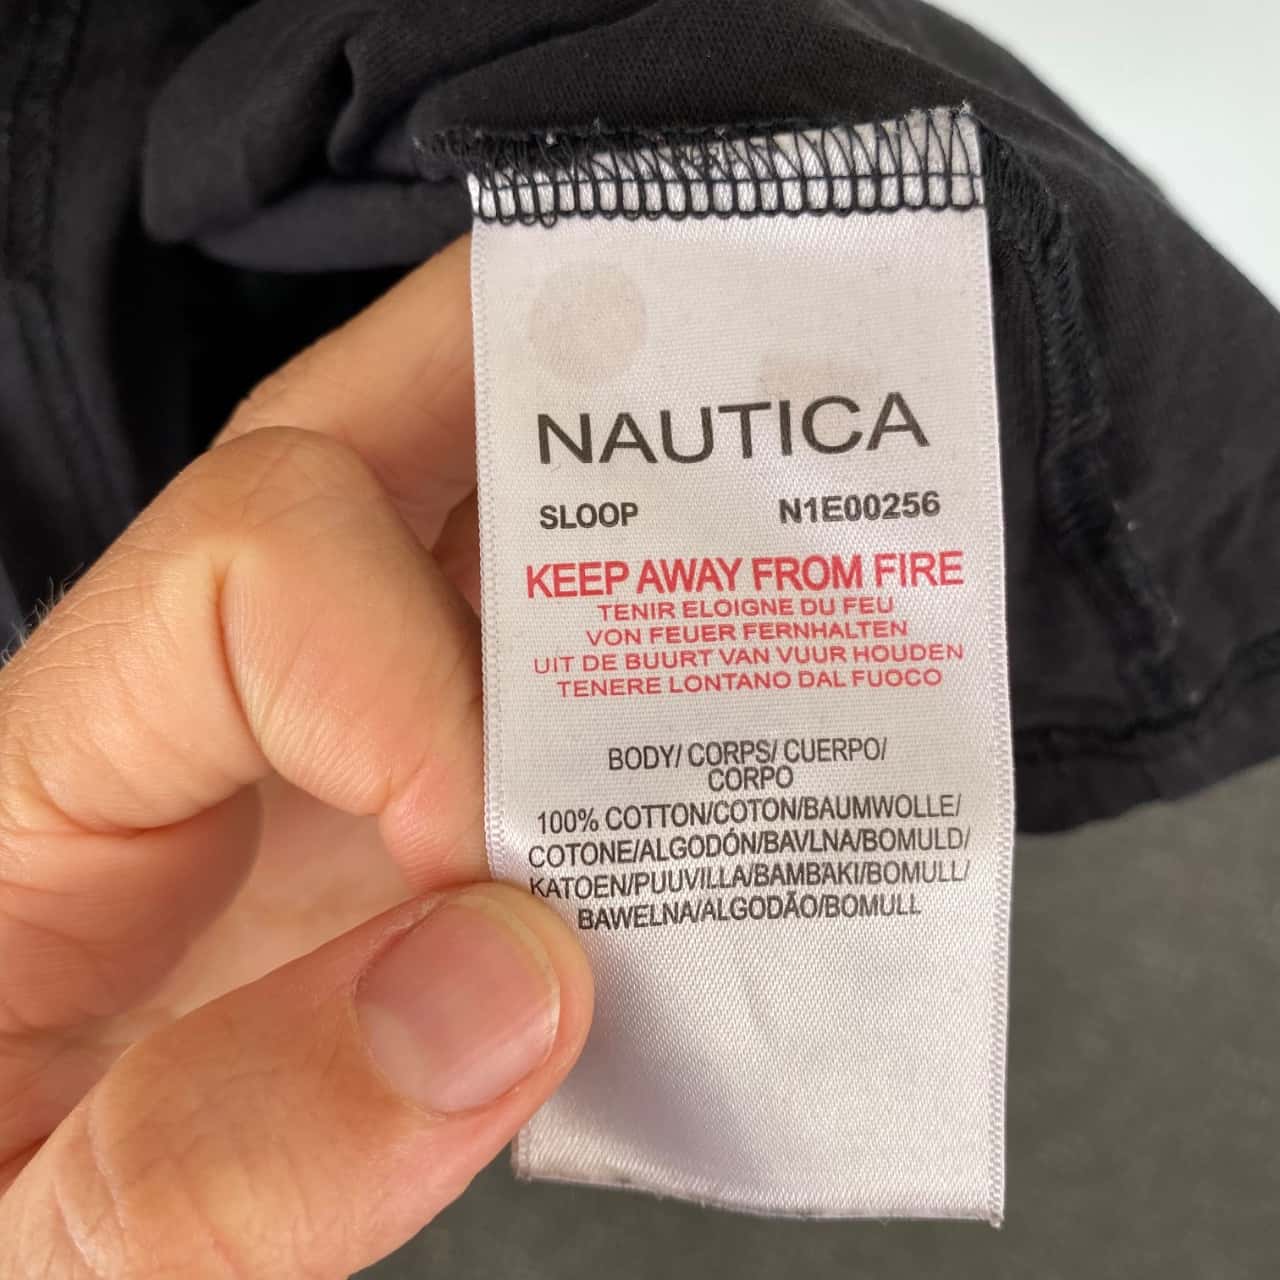 NAUTICA
SLOOP N1E00256
KEEP AWAY FROM FIRE
TENIR ELOIGNE DU FEU
VON FEUER FERNHALTEN
UIT DE BUURT VAN VUUR HOUDEN
TENERE LONTANO DAL FUOCO
BODY/ CORPS/ CUERPO/
CORPO
100% COTTON/COTON/BAUMWOLLE/
COTONE/ALGODÓN/BAVLNA/BOMULD/
KATOEN/PUUVILLA/BAMBAKI/BOMULL/
BAWELNA/ALGODÃO/BOMULL